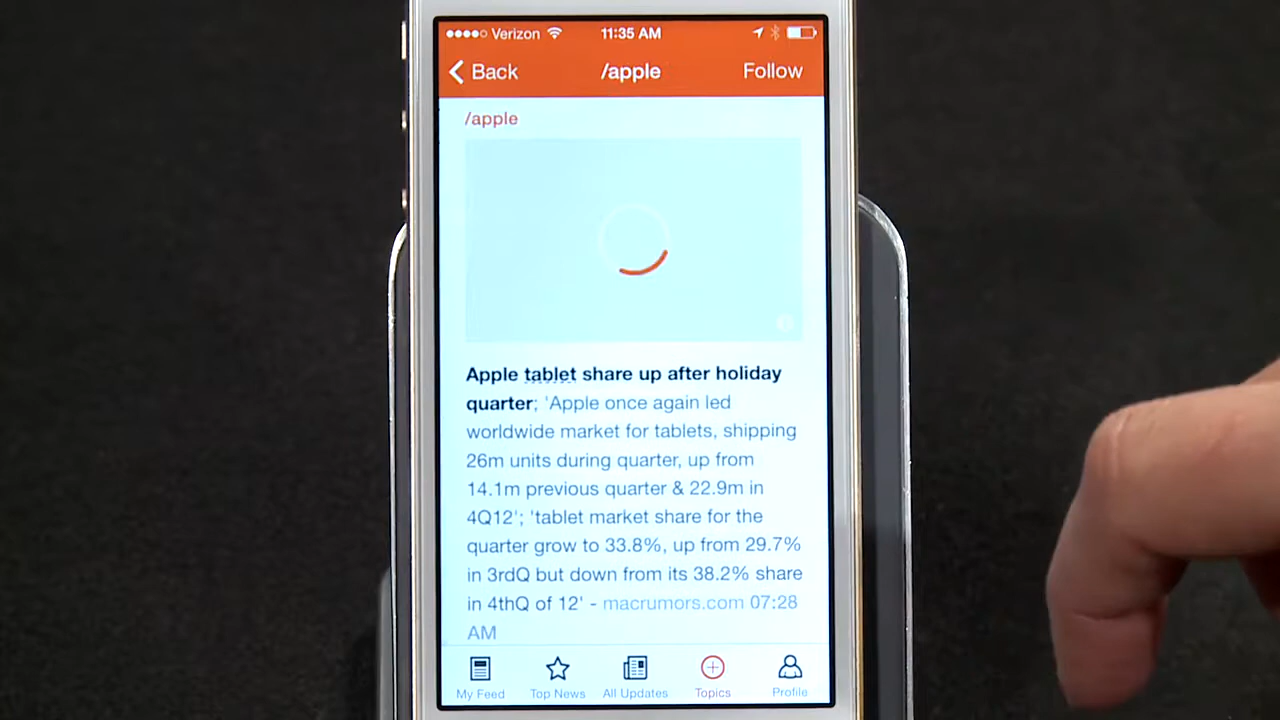 Verizon 11:35 AM
Back /apple Follow
/apple
Apple tablet share up after holiday
quarter; 'Apple once again led
worldwide market for tablets, shipping
26m units during quarter, up from
14.1m previous quarter & 22.9m in
4Q12'; 'tablet market share for the
quarter grow to 33.8%, up from 29.7%
in 3rdQ but down from its 38.2% share
in 4thQ of 12' - macrumors.com 07:28
AM
My Feed Top News All Updates Topics Profile